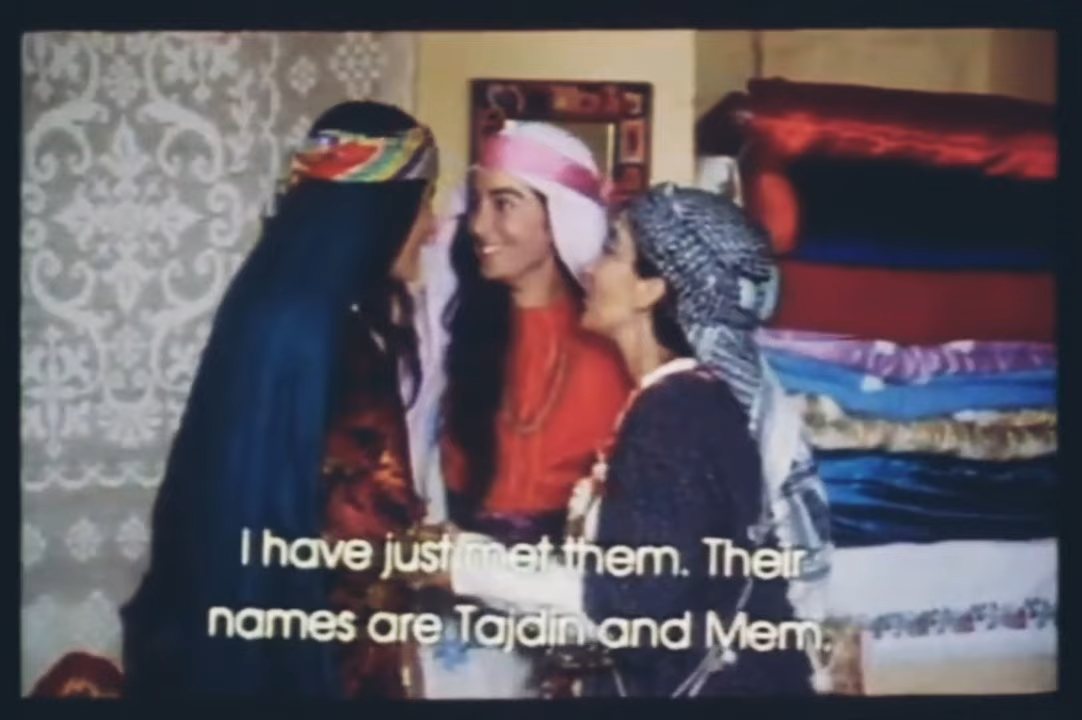 I have just met them. Their
names are Tajdin and Mem.